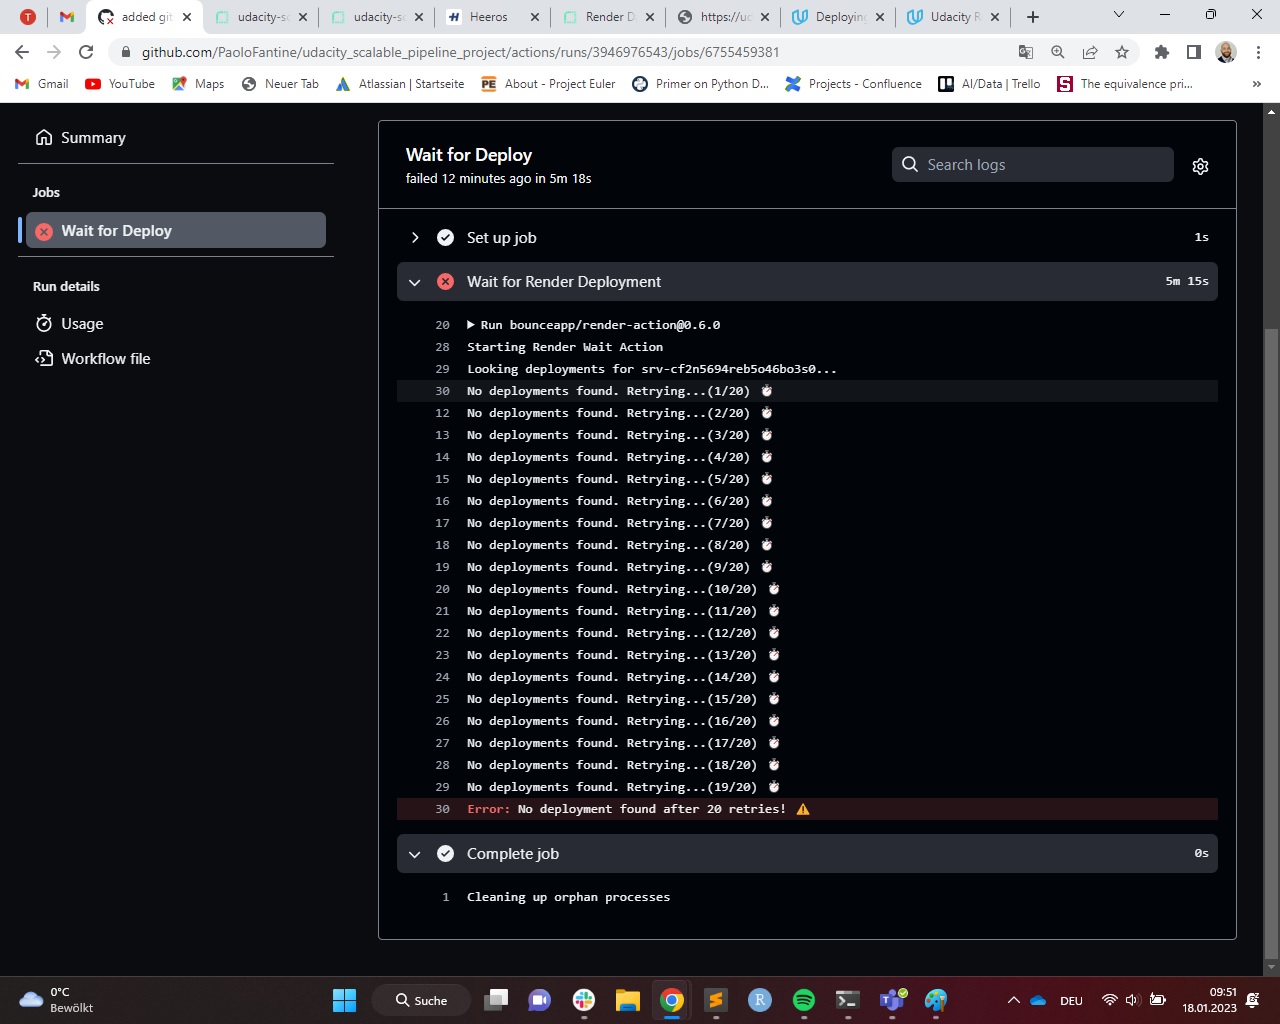 added git
udacity-sc
udacity-sc
Heeros
Render D
https://uc
Deploying
Udacity R
github.com/PaoloFantine/udacity_scalable_pipeline_project/actions/runs/3946976543/jobs/6755459381
Gmail
YouTube
Maps
Neuer Tab
Atlassian | Startseite
PE About - Project Euler
Primer on Python D...
Projects - Confluence
AI/Data | Trello
The equivalence pri...
»
Summary
Jobs
Wait for Deploy
Run details
Usage
Workflow file
Wait for Deploy
failed 12 minutes ago in 5m 18s
Search logs
Set up job 1s
Wait for Render Deployment 5m 15s
20 Run bounceapp/render-action@0.6.0
28 Starting Render Wait Action
29 Looking deployments for srv-cf2n5694reb5o46bo3s0...
30 No deployments found. Retrying...(1/20)
12 No deployments found. Retrying...(2/20)
13 No deployments found. Retrying...(3/20)
14 No deployments found. Retrying...(4/20)
15 No deployments found. Retrying...(5/20)
16 No deployments found. Retrying...(6/20)
17 No deployments found. Retrying...(7/20)
18 No deployments found. Retrying...(8/20)
19 No deployments found. Retrying...(9/20)
20 No deployments found. Retrying...(10/20)
21 No deployments found. Retrying...(11/20)
22 No deployments found. Retrying...(12/20)
23 No deployments found. Retrying...(13/20)
24 No deployments found. Retrying...(14/20)
25 No deployments found. Retrying...(15/20)
26 No deployments found. Retrying...(16/20)
27 No deployments found. Retrying...(17/20)
28 No deployments found. Retrying...(18/20)
29 No deployments found. Retrying...(19/20)
30 Error: No deployment found after 20 retries!
Complete job 0s
1 Cleaning up orphan processes
0°C
Bewölkt
Suche
DEU
09:51
18.01.2023